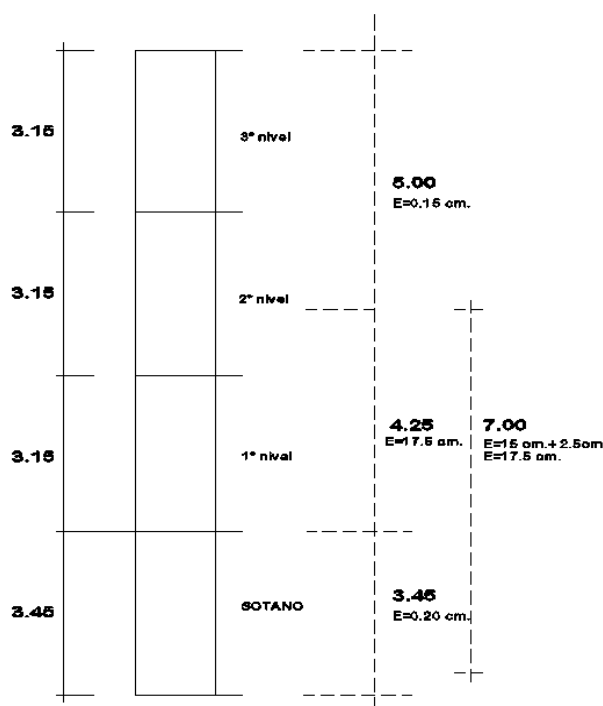 3.15
3° nivel
5.00
E=0.15 cm.
3.15
2° nivel
3.15
1° nivel
4.25
E=17.5 cm.
7.00
E=15 cm.+ 2.5cm
E=17.5 cm.
3.45
SOTANO
3.45
E=0.20 cm.